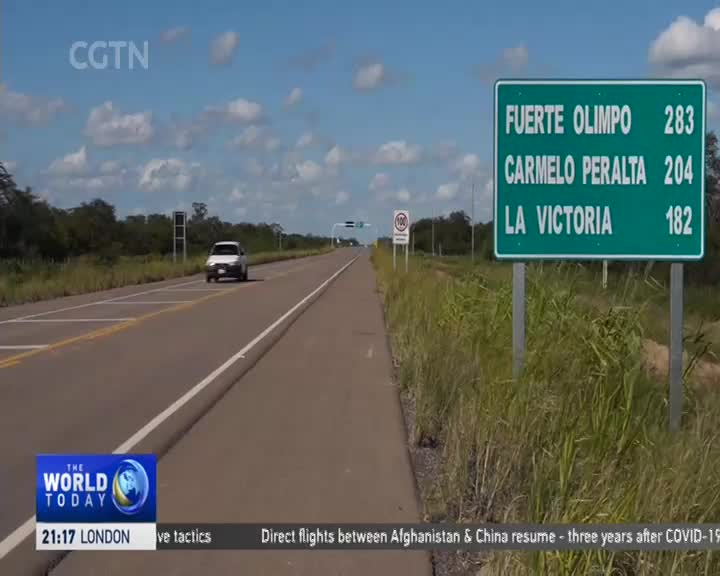 CGTN
FUERTE OLIMPO 283
CARMELO PERALTA 204
LA VICTORIA 182
100
THE
WORLD
TODAY
21:17 LONDON
ve tactics Direct flights between Afghanistan & China resume - three years after COVID-19